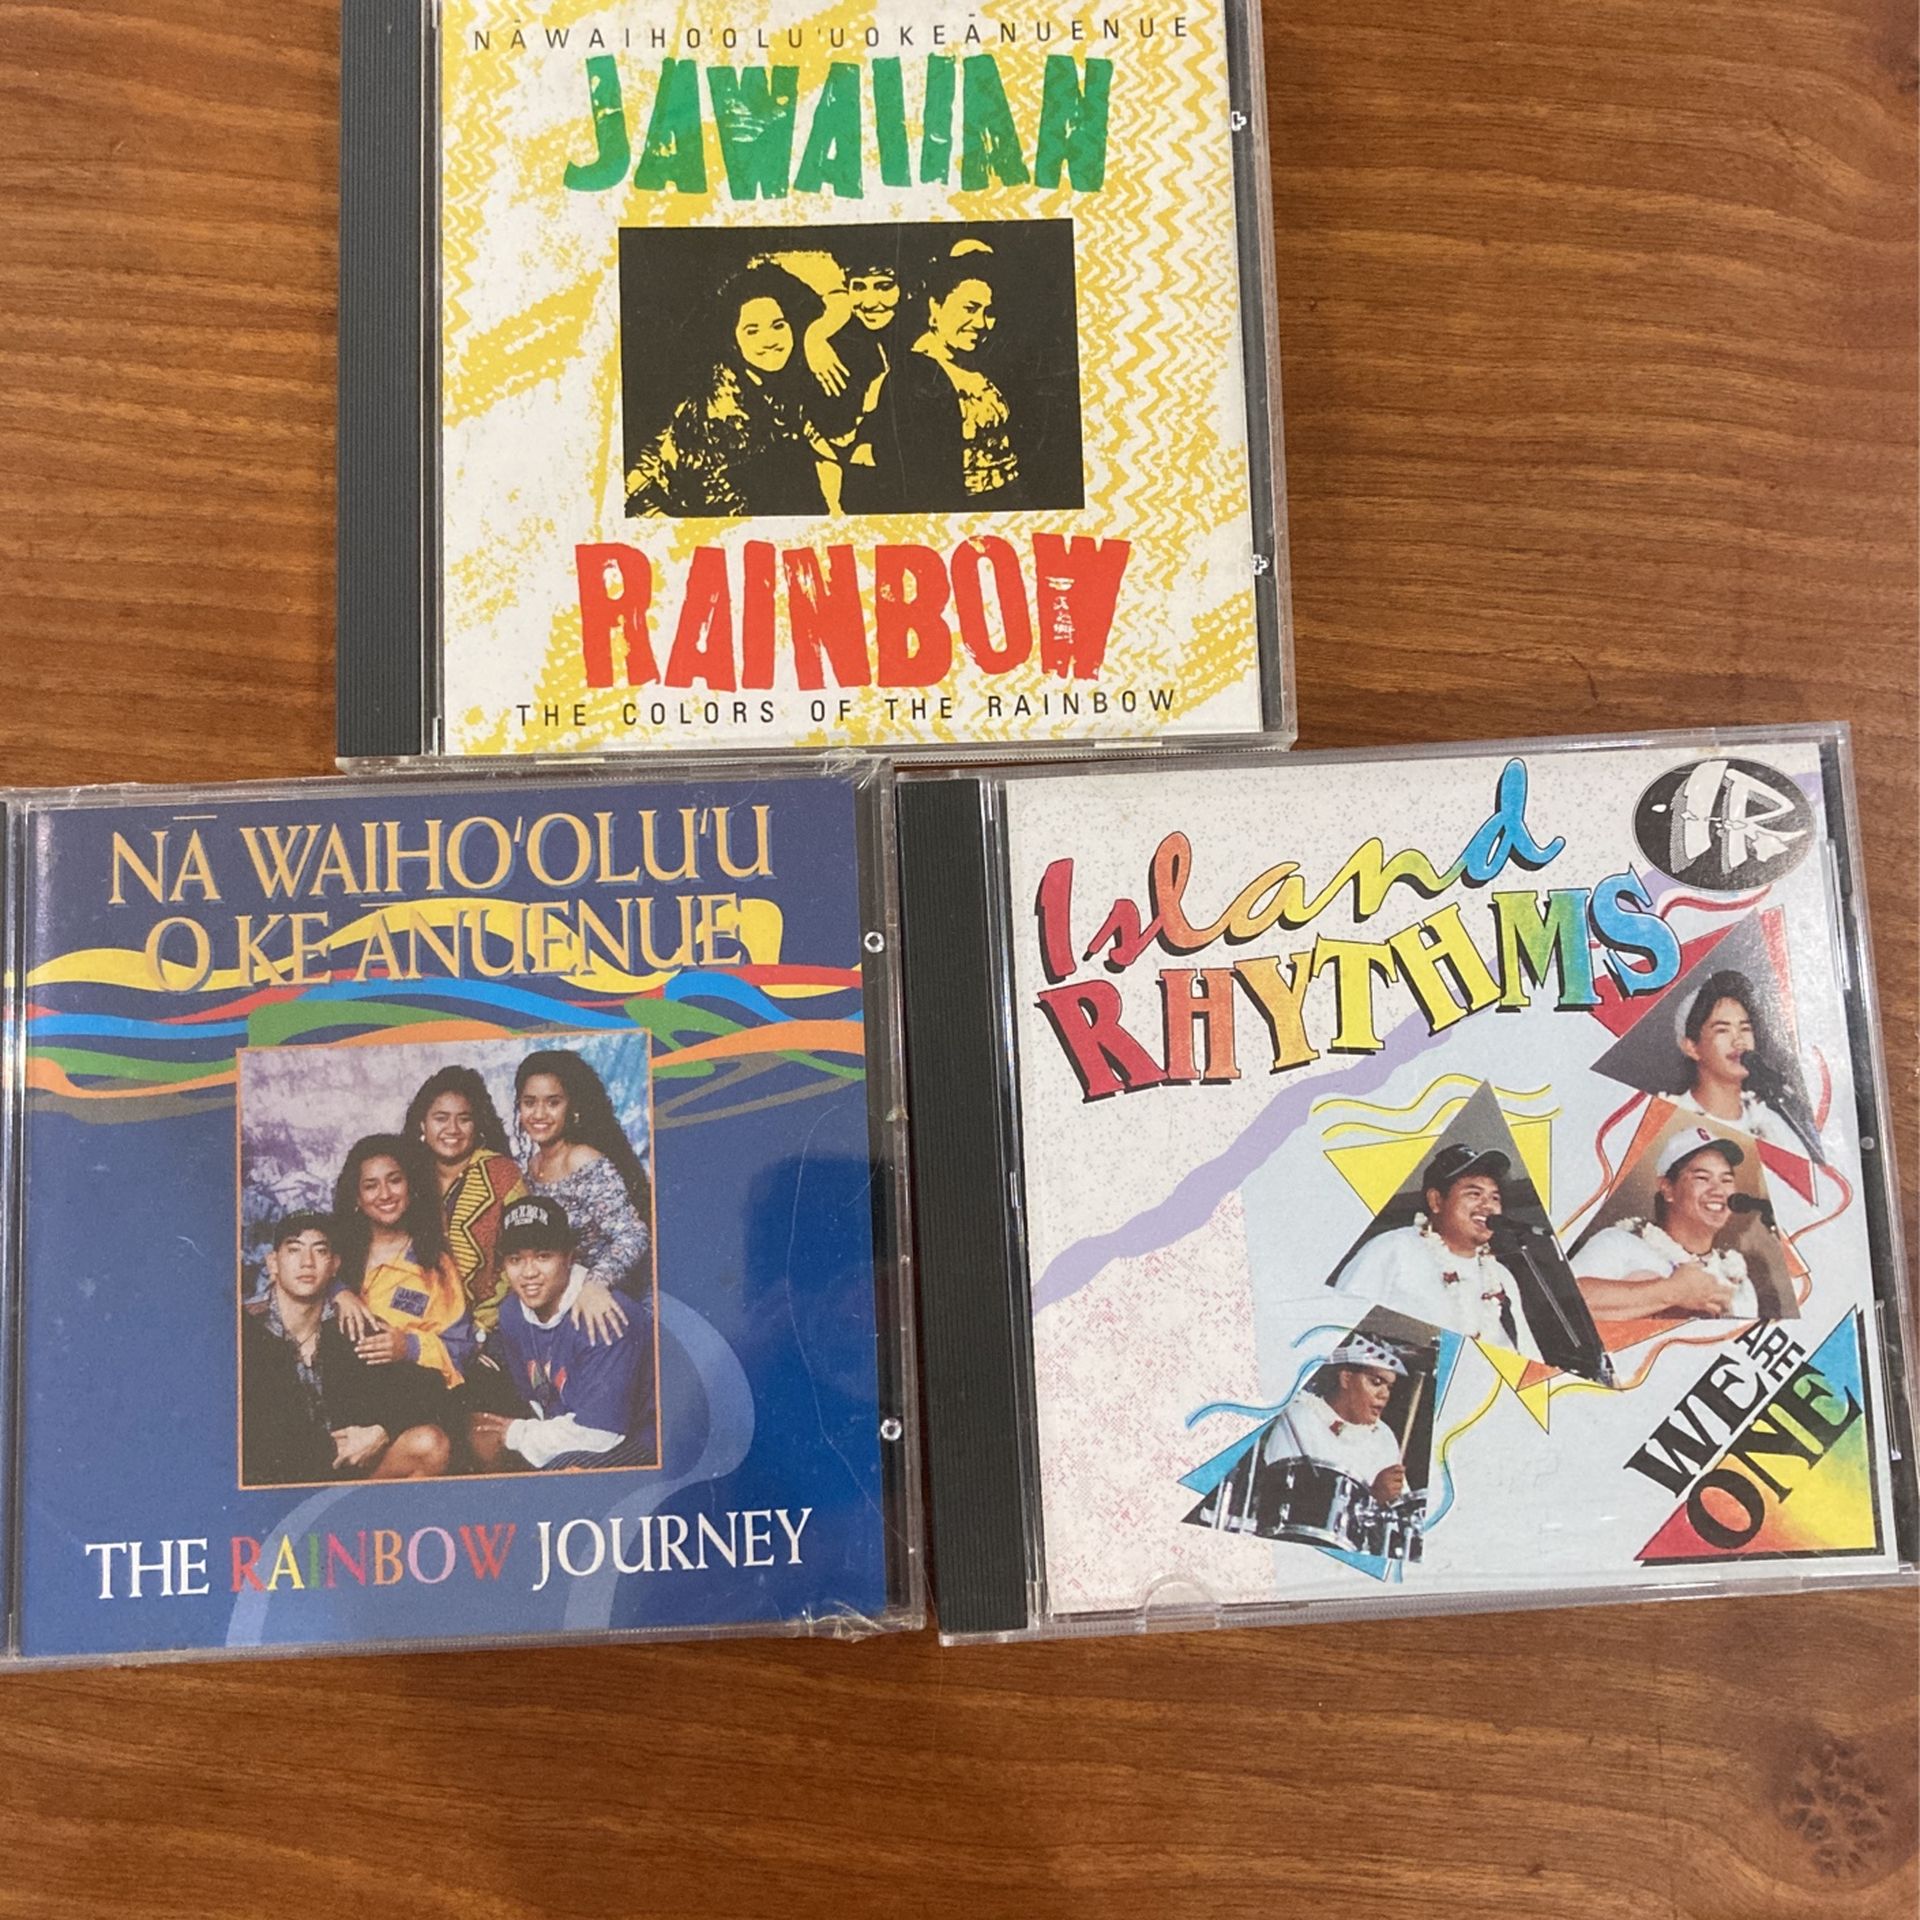 NĀWAIHO'OLU'UOKEĀNUENUE
JAWAIIAN
RAINBOW
THE COLORS OF THE RAINBOW
NĀ WAIHO'OLU'U
O KE ĀNUENUE
THE RAINBOW JOURNEY
IR
Island
RHYTHMS
G
WE ARE
ONE